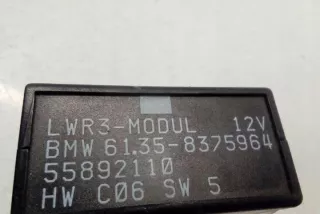 LWR3-MODUL 12V
BMW 61.35-8375964
55892110
HW C06 SW 5